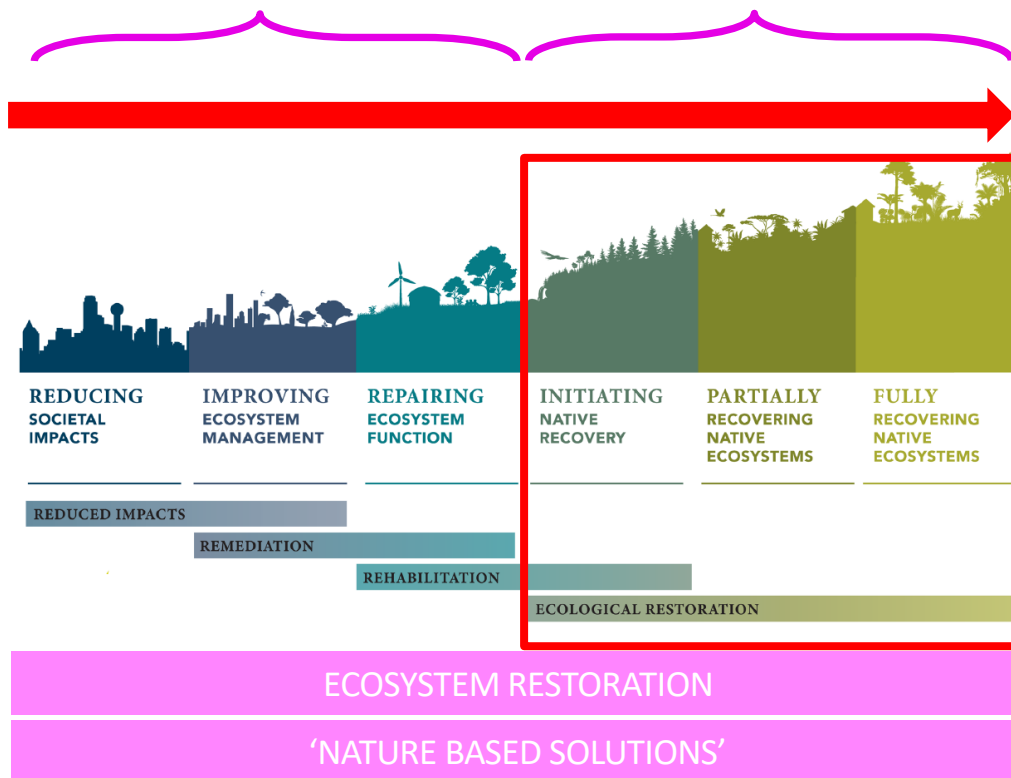 REDUCING
SOCIETAL
IMPACTS
IMPROVING
ECOSYSTEM
MANAGEMENT
REPAIRING
ECOSYSTEM
FUNCTION
INITIATING
NATIVE
RECOVERY
PARTIALLY
RECOVERING
NATIVE
ECOSYSTEMS
FULLY
RECOVERING
NATIVE
ECOSYSTEMS
REDUCED IMPACTS
REMEDIATION
REHABILITATION
ECOLOGICAL RESTORATION
ECOSYSTEM RESTORATION
‘NATURE BASED SOLUTIONS’